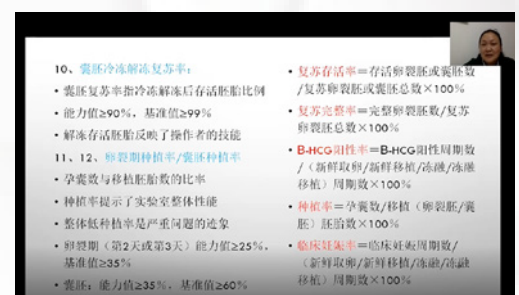 10、囊胚冷冻解冻复苏率：
• 囊胚复苏率指冷冻解冻后存活胚胎比例
• 能力值≥90%，基准值≥99%
• 解冻存活胚胎反映了操作者的技能
11、12、卵裂期种植率/囊胚种植率
• 孕囊数与移植胚胎数的比率
• 种植率提示了实验室整体性能
• 整体低种植率是严重问题的迹象
• 卵裂期（第2天或第3天）能力值≥25%，
基准值≥35%
• 囊胚：能力值≥35%，基准值≥60%
• 复苏存活率＝存活卵裂胚或囊胚数
/复苏卵裂胚或囊胚总数×100%
• 复苏完整率＝完整卵裂胚数/复苏
卵裂胚总数×100%
• B-HCG阳性率＝B-HCG阳性周期数
/（新鲜取卵/新鲜移植/冻融/冻融
移植）周期数×100%
• 种植率＝孕囊数/移植（卵裂胚/囊
胚）胚胎数×100%
• 临床妊娠率＝临床妊娠周期数/
（新鲜取卵/新鲜移植/冻融/冻融
移植）周期数×100%